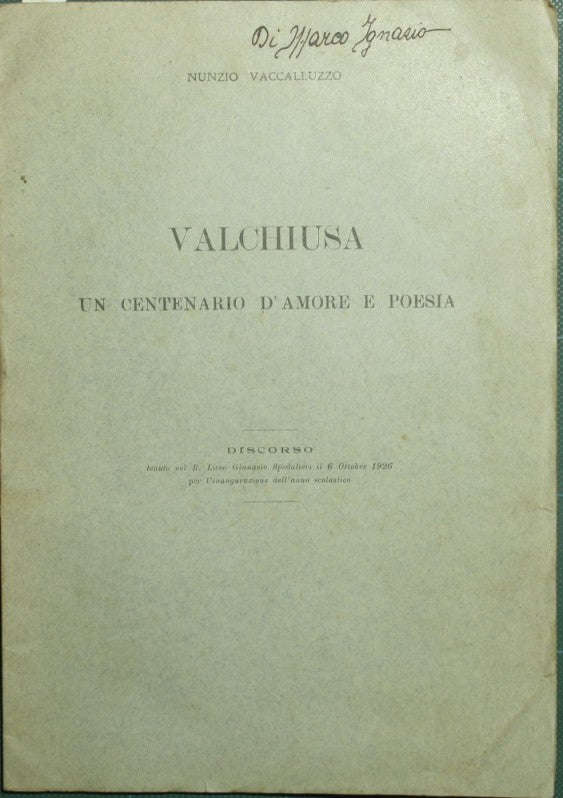 Di Marco Ignazio
NUNZIO VACCALLUZZO
VALCHIUSA
UN CENTENARIO D'AMORE E POESIA
DISCORSO
tenuto nel R. Liceo Ginnasio Spedalieri il 6 Ottobre 1926
per l'inaugurazione dell'anno scolastico